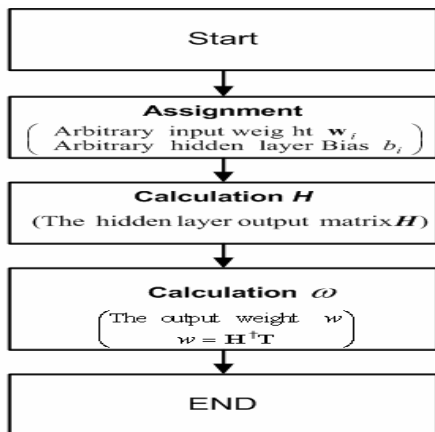 Start
Assignment
( Arbitrary input weig ht w_i
Arbitrary hidden layer Bias b_i )
Calculation H
(The hidden layer output matrix H)
Calculation ω
(The output weight w
w = H†T)
END